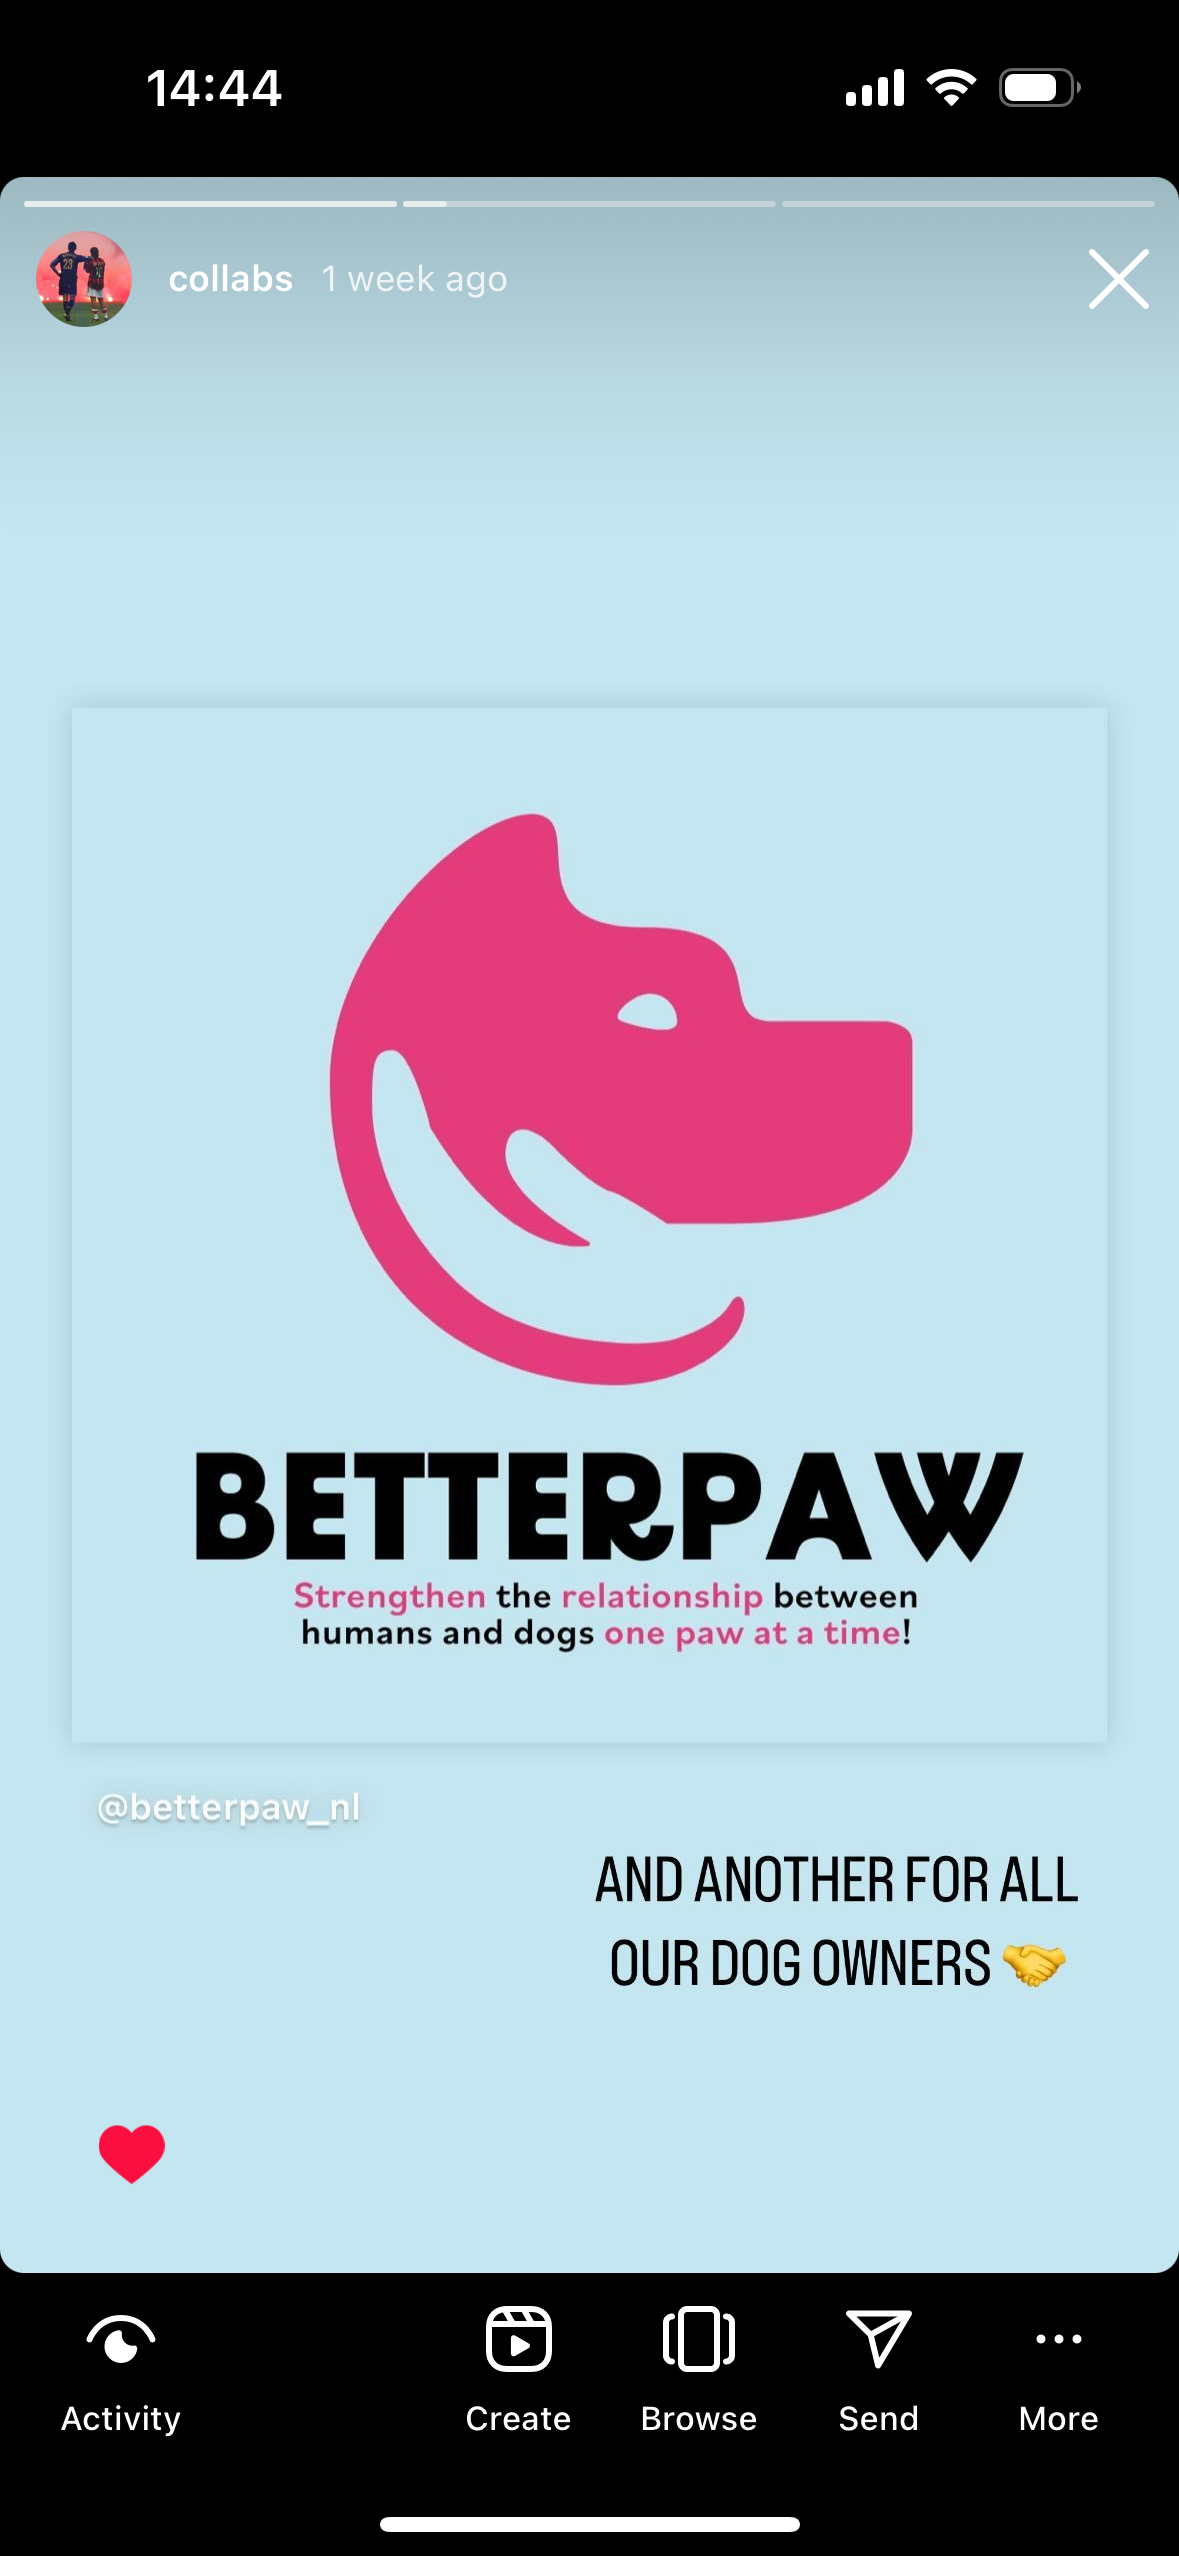 14:44
collabs 1 week ago
BETTERPAW
Strengthen the relationship between
humans and dogs one paw at a time!
@betterpaw_nl
AND ANOTHER FOR ALL
OUR DOG OWNERS 🤝
Activity Create Browse Send More